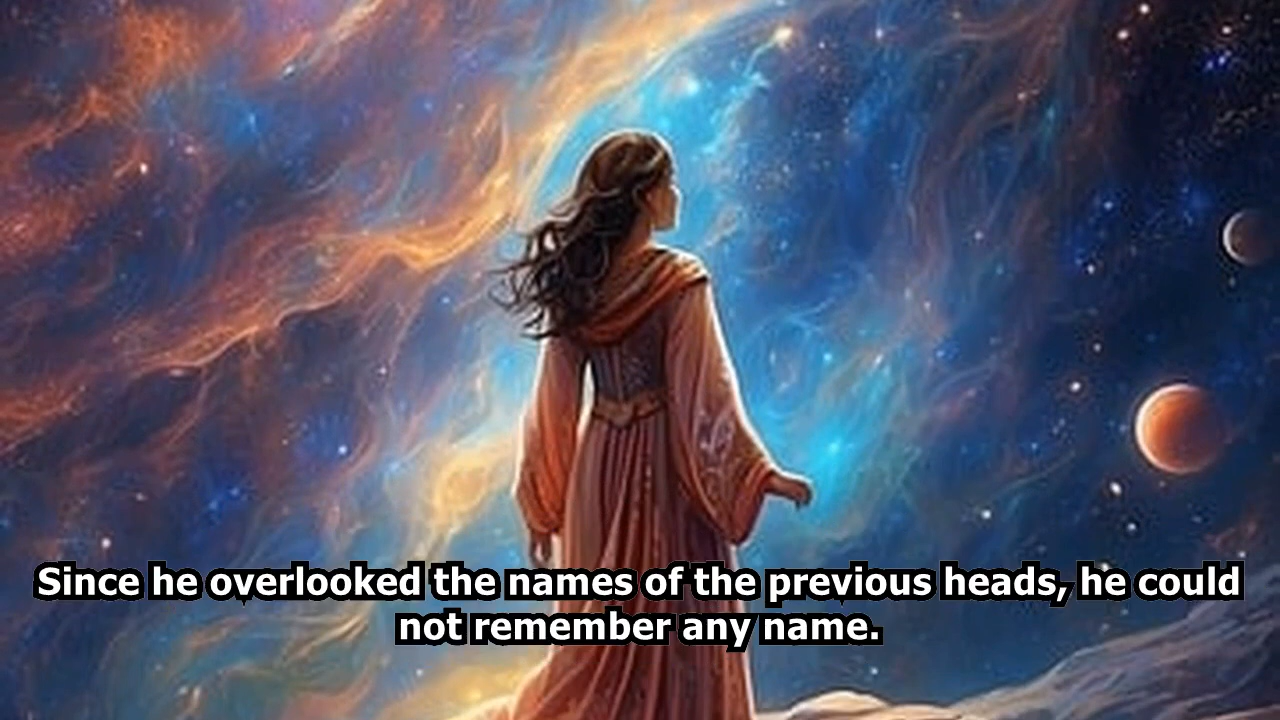 Since he overlooked the names of the previous heads, he could
not remember any name.